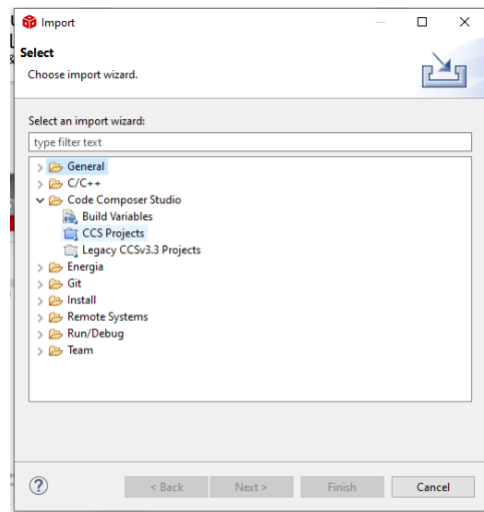 Import
Select
Choose import wizard.
Select an import wizard:
type filter text
General
C/C++
Code Composer Studio
Build Variables
CCS Projects
Legacy CCSv3.3 Projects
Energia
Git
Install
Remote Systems
Run/Debug
Team
< Back
Next >
Finish
Cancel